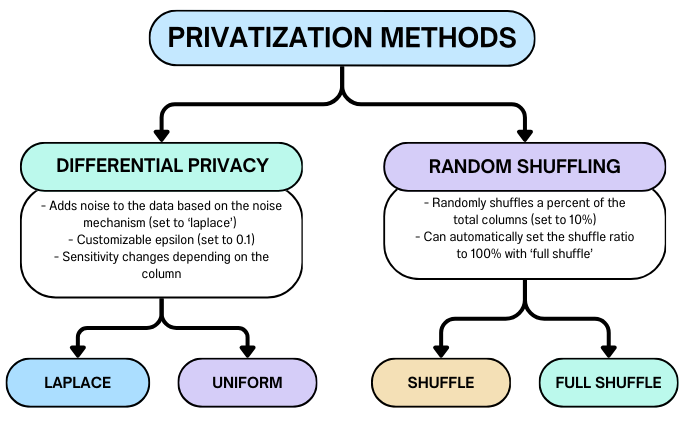 PRIVATIZATION METHODS
DIFFERENTIAL PRIVACY
- Adds noise to the data based on the noise
mechanism (set to ‘laplace’)
- Customizable epsilon (set to 0.1)
- Sensitivity changes depending on the
column
RANDOM SHUFFLING
- Randomly shuffles a percent of the
total columns (set to 10%)
- Can automatically set the shuffle ratio
to 100% with ‘full shuffle’
LAPLACE
UNIFORM
SHUFFLE
FULL SHUFFLE